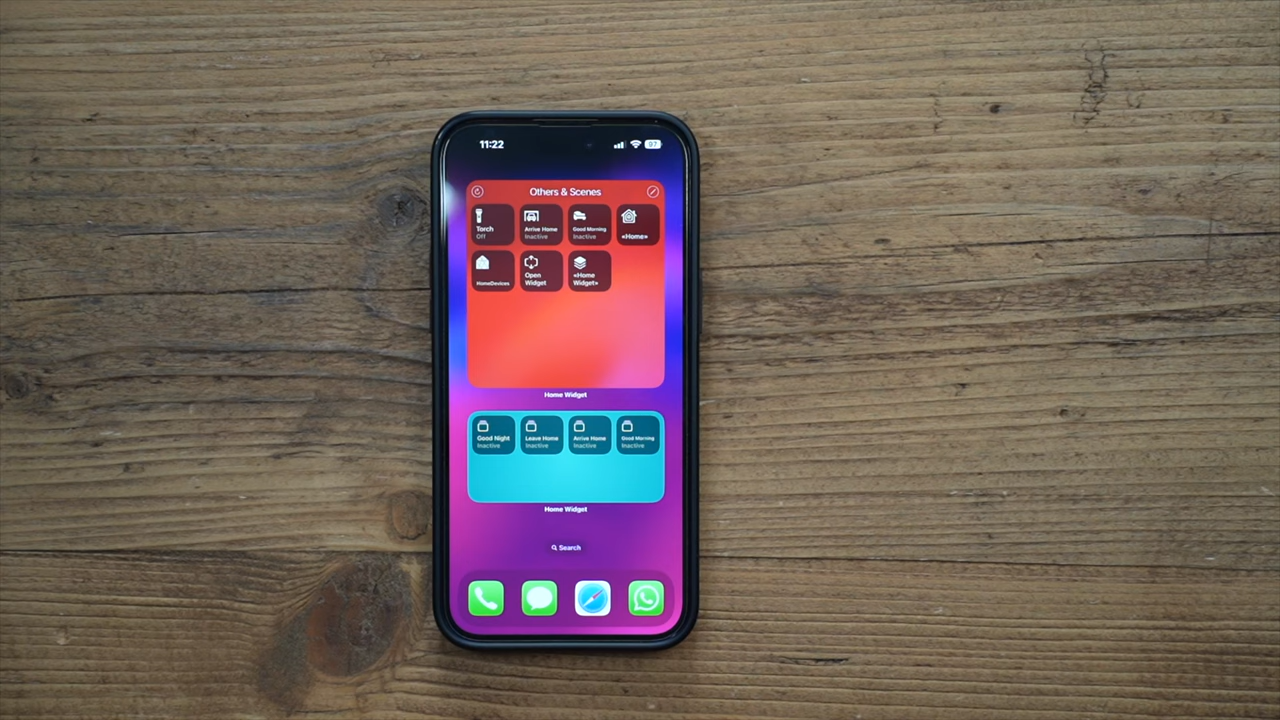 11:22
97
Others & Scenes
Torch
Off
Arrive Home
Inactive
Good Morning
Inactive
«Home»
HomeDevices
Open
Widget
«Home
Widget»
Home Widget
Good Night
Inactive
Leave Home
Inactive
Arrive Home
Inactive
Good Morning
Inactive
Home Widget
Search